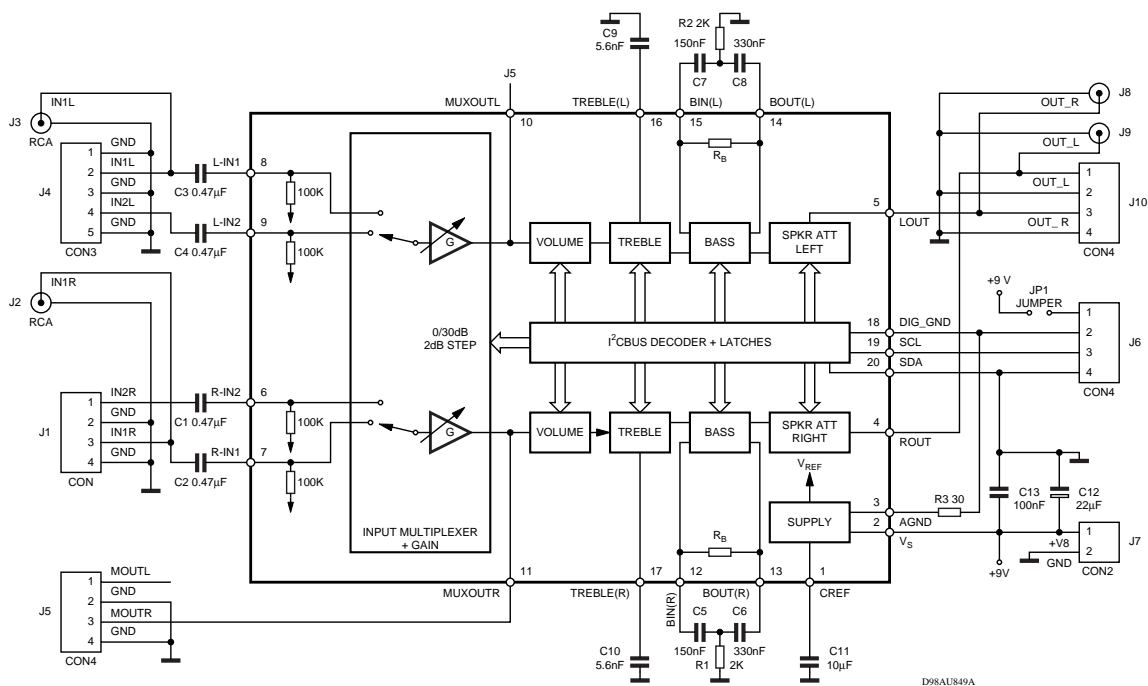 C9
5.6nF
R2 2K
150nF 330nF
C7 C8
J5
MUXOUTL TREBLE(L) BIN(L) BOUT(L)
10 16 15 14
J3
IN1L
RCA
GND
1
IN1L
2
GND
J4
3
IN2L
4
GND
5
CON3
L-IN1
8
C3 0.47μF
100K
L-IN2
9
C4 0.47μF
100K
G
VOLUME TREBLE BASS SPKR ATT
LEFT
RB
5
LOUT
J8
OUT_R
J9
OUT_L
1
OUT_L
2
J10
3
OUT_ R
4
CON4
J2
IN1R
RCA
0/30dB
2dB STEP
I2CBUS DECODER + LATCHES
18 DIG_GND
19 SCL
20 SDA
+9 V
JP1
JUMPER
1
2
3
4
J6
CON4
IN2R
1
GND
2
IN1R
J1
3
GND
4
CON
R-IN2
6
C1 0.47μF
100K
R-IN1
7
C2 0.47μF
100K
G
VOLUME TREBLE BASS SPKR ATT
RIGHT
4
ROUT
VREF
SUPPLY
3
2 AGND
VS
R3 30
C13
100nF
C12
22μF
+9V
+V8
GND
1
2
J7
CON2
INPUT MULTIPLEXER
+ GAIN
RB
11 17 12 13 1
MUXOUTR TREBLE(R) BIN(R) BOUT(R) CREF
J5
MOUTL
1
GND
2
MOUTR
3
GND
4
CON4
C5 C6
150nF 330nF
R1 2K
C10
5.6nF
C11
10μF
D98AU849A